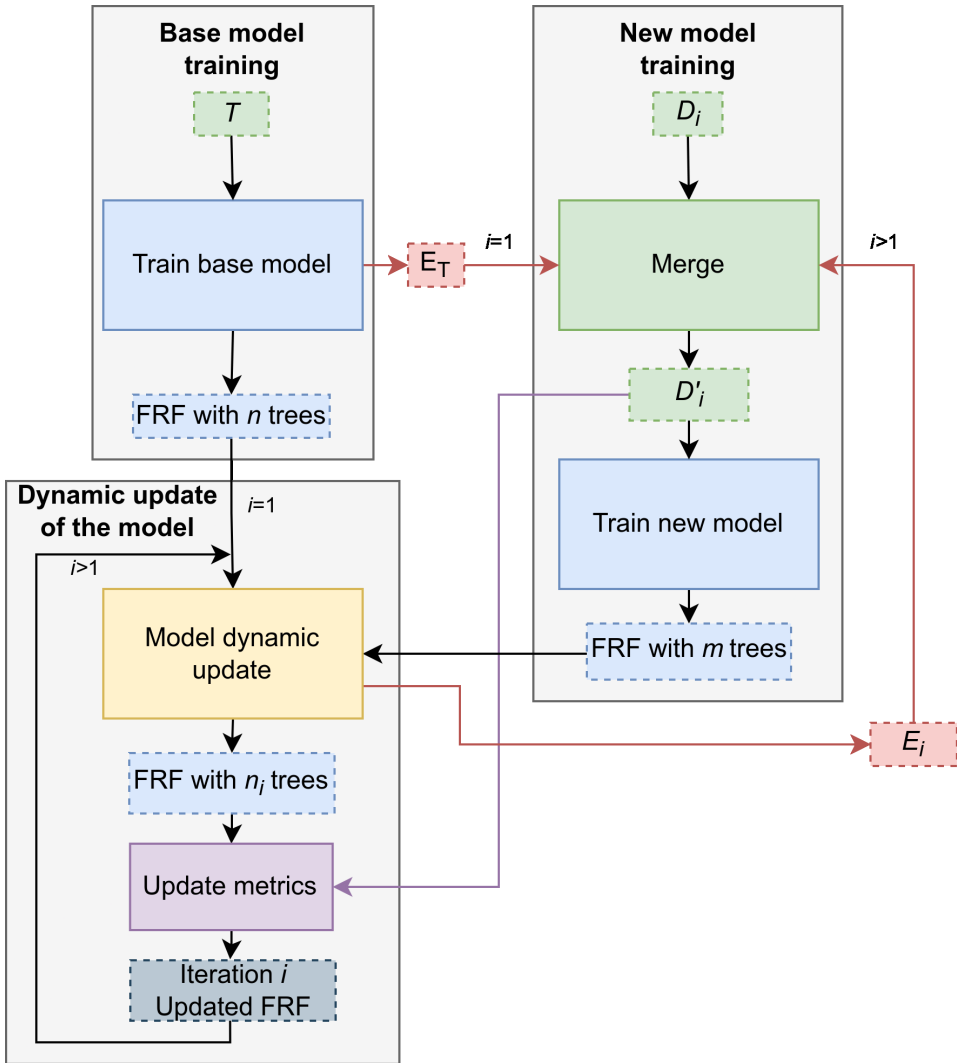 Base model
training
T
Train base model
E_T
i=1
FRF with n trees
New model
training
D_i
Merge
i>1
D'_i
Train new model
FRF with m trees
E_i
Dynamic update
of the model
i=1
i>1
Model dynamic
update
FRF with n_i trees
Update metrics
Iteration i
Updated FRF